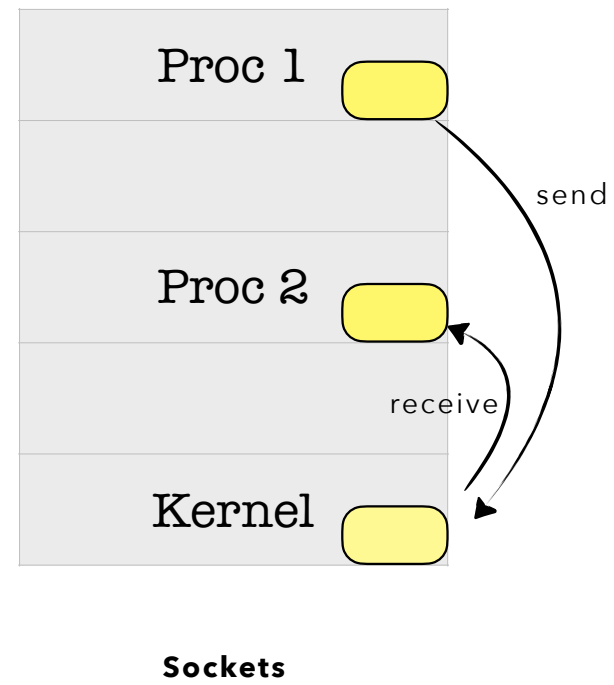 Proc 1
send
Proc 2
receive
Kernel
Sockets